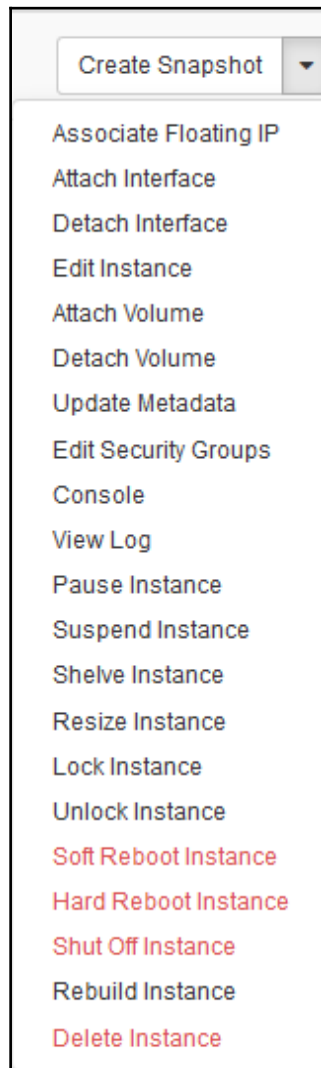 Create Snapshot
Associate Floating IP
Attach Interface
Detach Interface
Edit Instance
Attach Volume
Detach Volume
Update Metadata
Edit Security Groups
Console
View Log
Pause Instance
Suspend Instance
Shelve Instance
Resize Instance
Lock Instance
Unlock Instance
Soft Reboot Instance
Hard Reboot Instance
Shut Off Instance
Rebuild Instance
Delete Instance